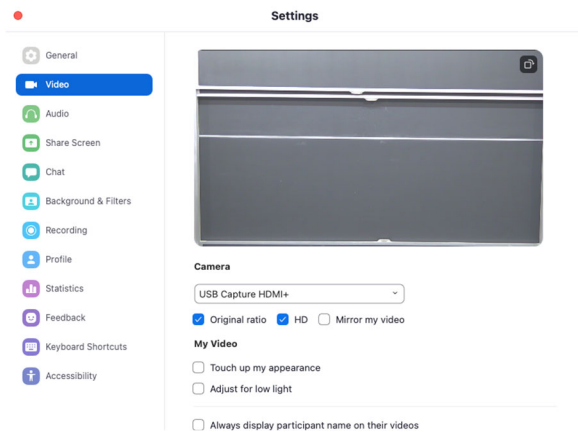 Settings
General
Video
Audio
Share Screen
Chat
Background & Filters
Recording
Profile
Statistics
Feedback
Keyboard Shortcuts
Accessibility
Camera
USB Capture HDMI+
Original ratio HD Mirror my video
My Video
Touch up my appearance
Adjust for low light
Always display participant name on their videos